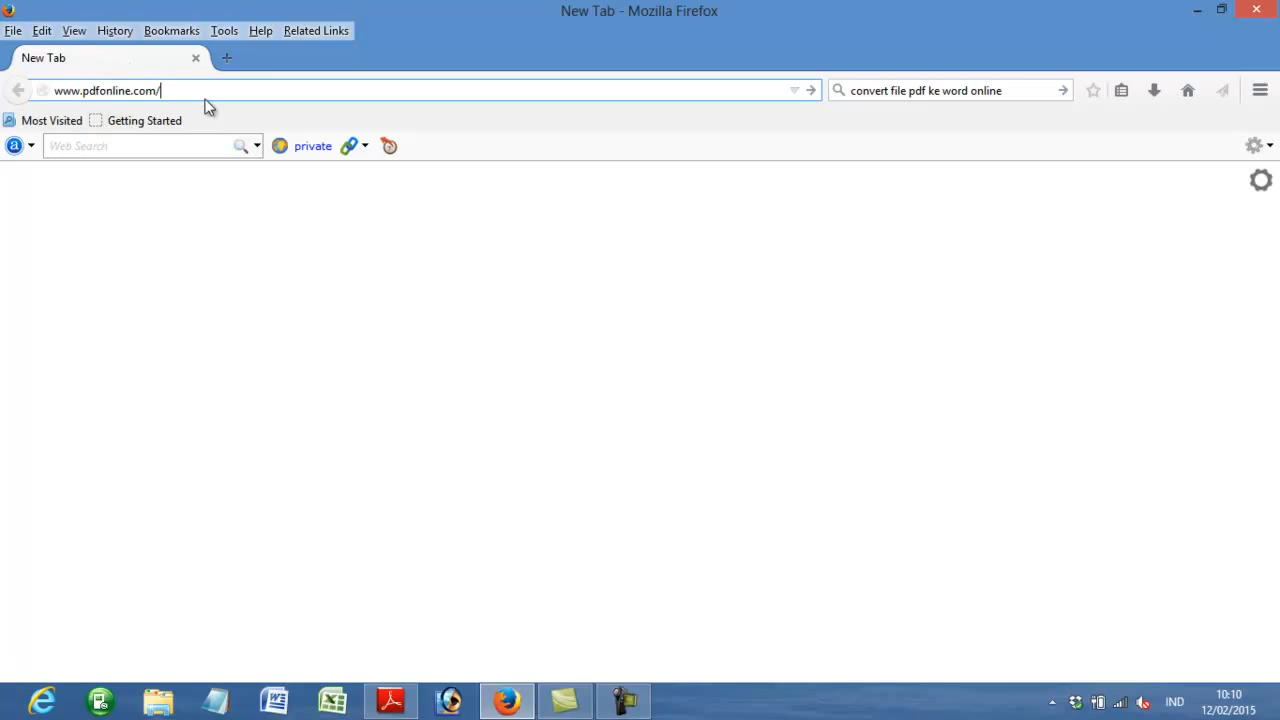 New Tab - Mozilla Firefox
File Edit View History Bookmarks Tools Help Related Links
New Tab
www.pdfonline.com/
convert file pdf ke word online
Most Visited Getting Started
a Web Search private
IND
10:10
12/02/2015